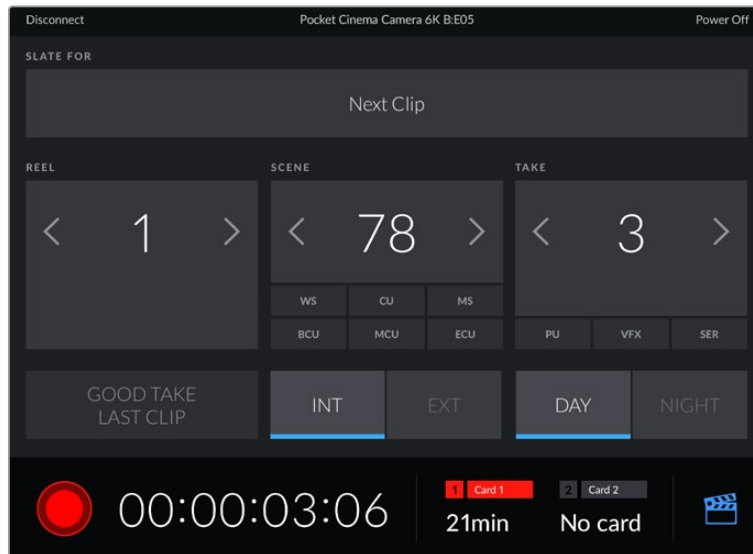 Disconnect Pocket Cinema Camera 6K B:E05 Power Off
SLATE FOR
Next Clip
REEL SCENE TAKE
< 1 > < 78 > < 3 >
WS CU MS
BCU MCU ECU PU VFX SER
GOOD TAKE
LAST CLIP
INT EXT DAY NIGHT
1 Card 1 2 Card 2
00:00:03:06 21min No card